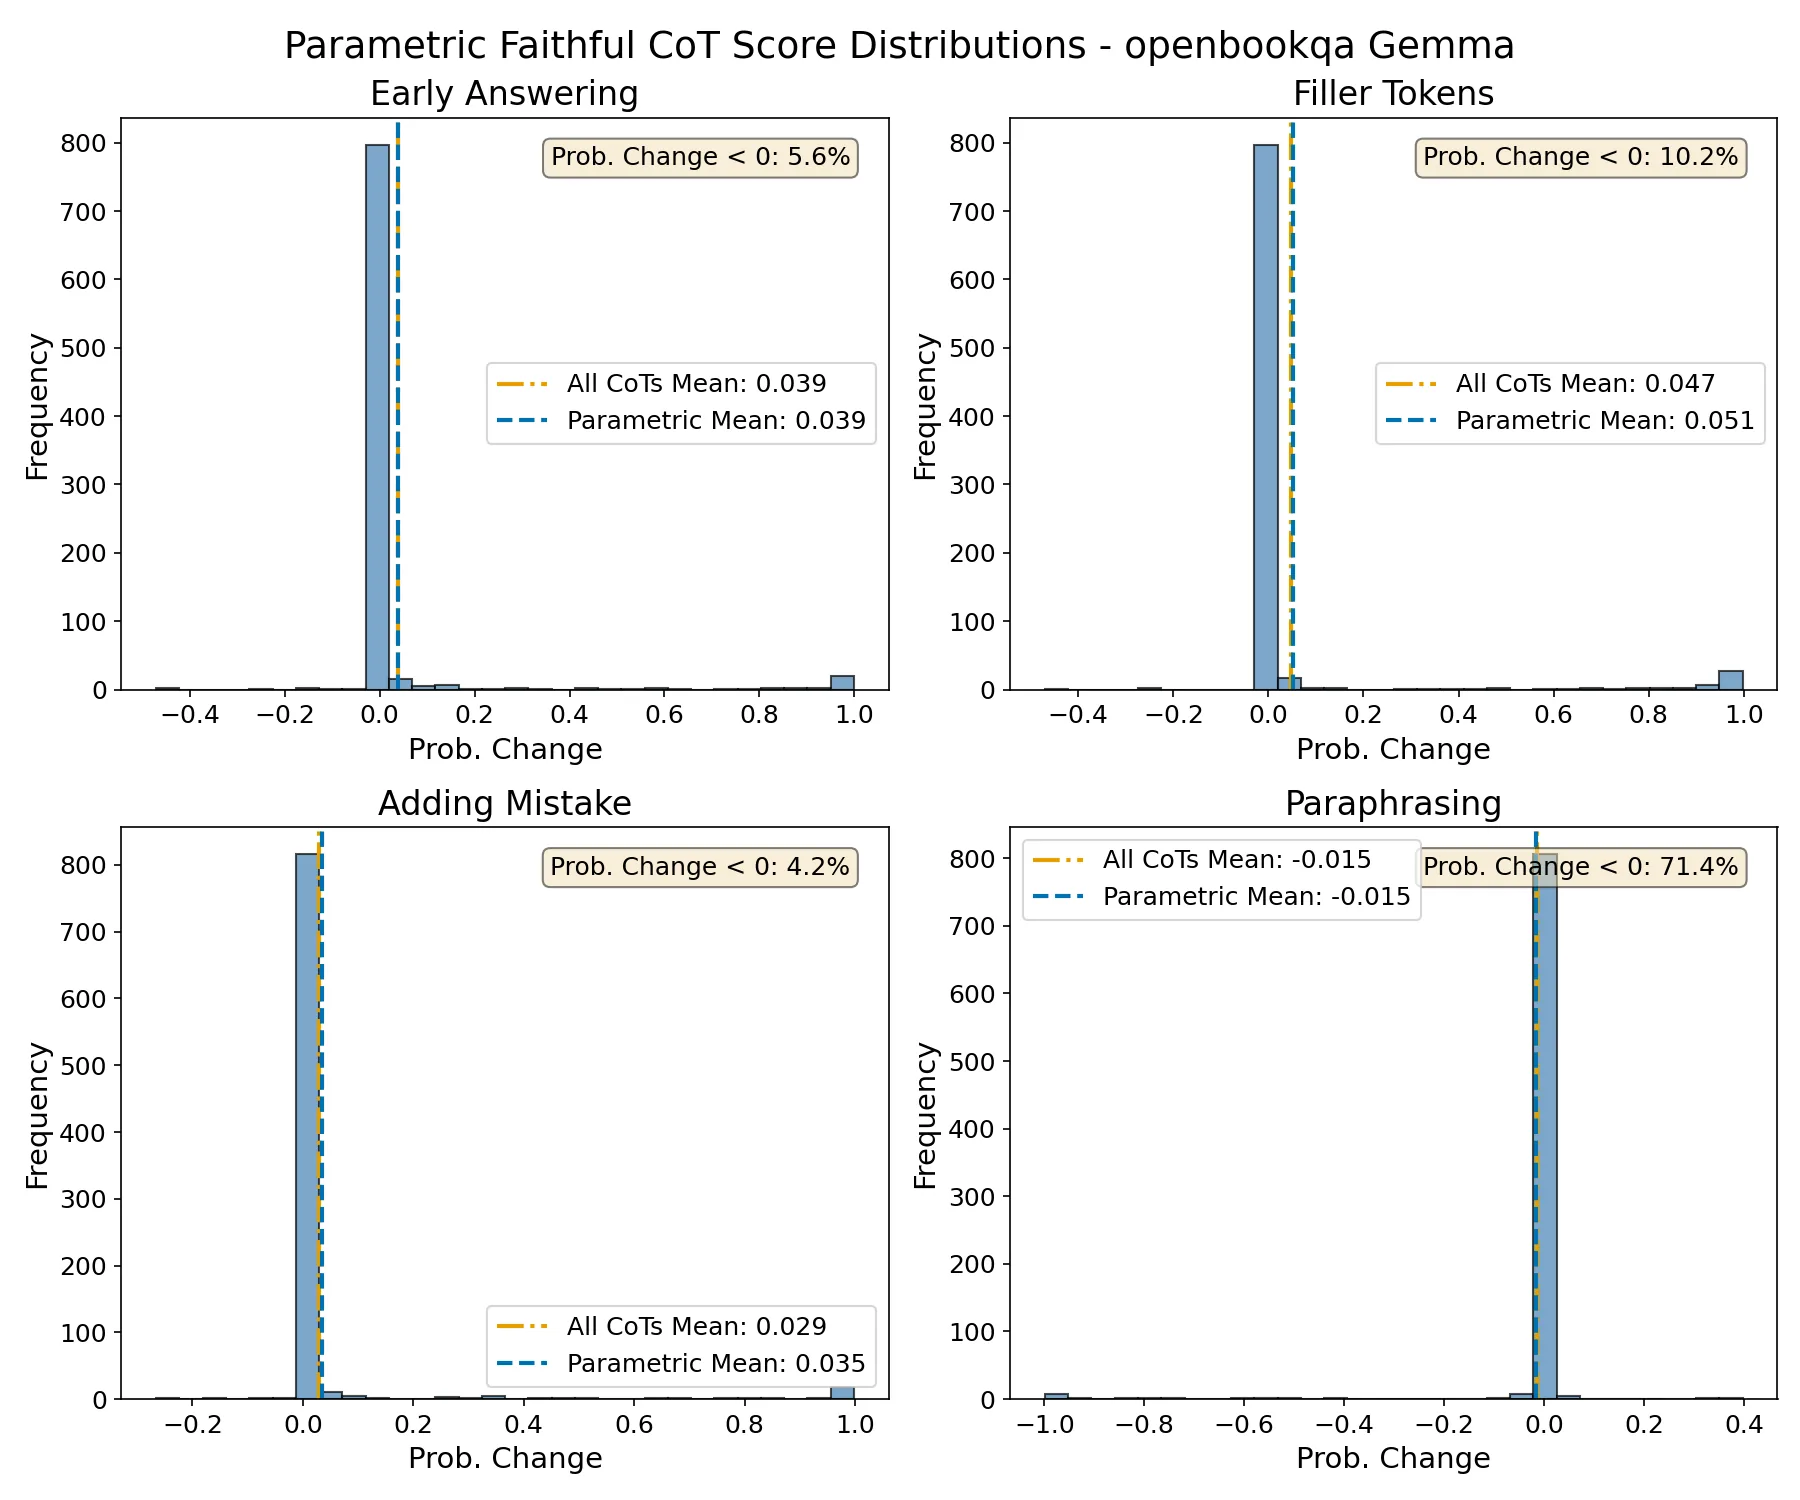 Parametric Faithful CoT Score Distributions - openbookqa Gemma
Early Answering
Prob. Change < 0: 5.6%
All CoTs Mean: 0.039
Parametric Mean: 0.039
Frequency
800
700
600
500
400
300
200
100
0
−0.4 −0.2 0.0 0.2 0.4 0.6 0.8 1.0
Prob. Change
Filler Tokens
Prob. Change < 0: 10.2%
All CoTs Mean: 0.047
Parametric Mean: 0.051
Frequency
800
700
600
500
400
300
200
100
0
−0.4 −0.2 0.0 0.2 0.4 0.6 0.8 1.0
Prob. Change
Adding Mistake
Prob. Change < 0: 4.2%
All CoTs Mean: 0.029
Parametric Mean: 0.035
Frequency
800
700
600
500
400
300
200
100
0
−0.2 0.0 0.2 0.4 0.6 0.8 1.0
Prob. Change
Paraphrasing
All CoTs Mean: -0.015
Parametric Mean: -0.015
Prob. Change < 0: 71.4%
Frequency
800
700
600
500
400
300
200
100
0
−1.0 −0.8 −0.6 −0.4 −0.2 0.0 0.2 0.4
Prob. Change